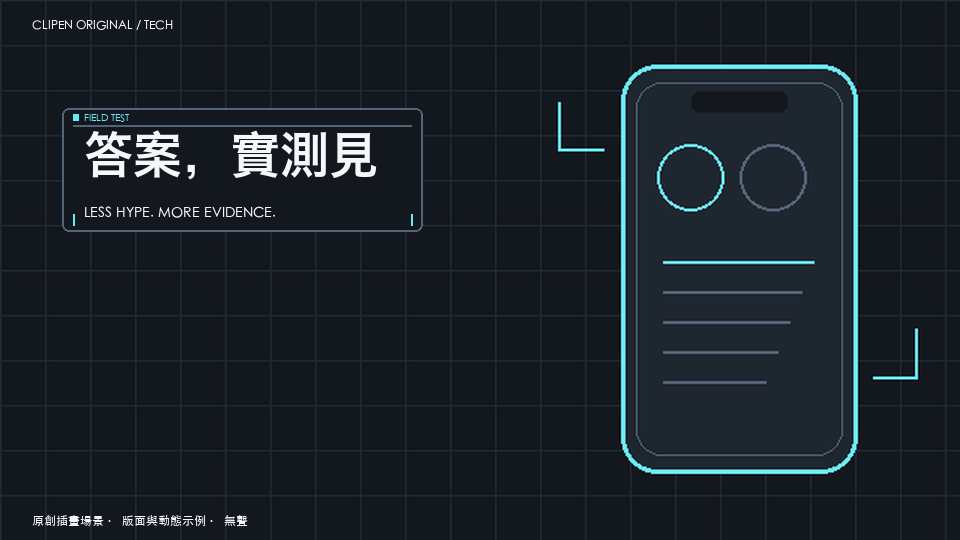 CLIPEN ORIGINAL / TECH
FIELD TEST
答案，實測見
LESS HYPE. MORE EVIDENCE.
原創插畫場景· 版面與動態示例· 無聲